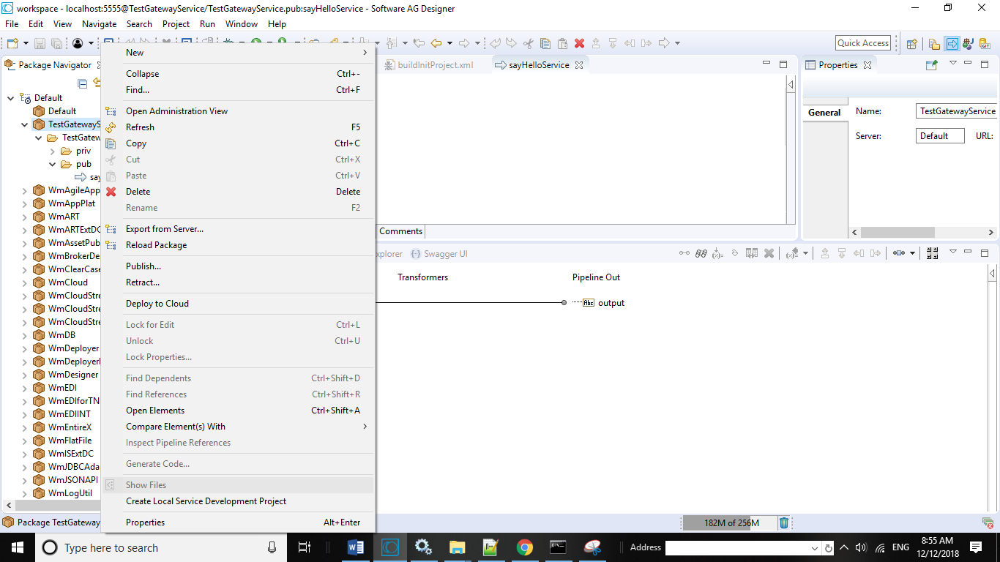 workspace - localhost:5555@TestGatewayService/TestGatewayService.pub:sayHelloService - Software AG Designer
File Edit View Navigate Search Project Run Window Help
Quick Access
Package Navigator
Default
Default
TestGatewayS
TestGatew
priv
pub
say
WmAgileApp
WmAppPlat
WmART
WmARTExtDC
WmAssetPub
WmBrokerDe
WmClearCase
WmCloud
WmCloudStre
WmCloudStre
WmCloudStre
WmDB
WmDeployer
WmDeployerI
WmDesigner
WmEDI
WmEDIforTN
WmEDIINT
WmEntireX
WmFlatFile
WmISExtDC
WmJDBCAda
WmJSONAPI
WmLogUtil
Package TestGateway
New
Collapse Ctrl+-
Find... Ctrl+F
Open Administration View
Refresh F5
Copy Ctrl+C
Cut Ctrl+X
Paste Ctrl+V
Delete Delete
Rename F2
Export from Server...
Reload Package
Publish...
Retract...
Deploy to Cloud
Lock for Edit Ctrl+L
Unlock Ctrl+U
Lock Properties...
Find Dependents Ctrl+Shift+D
Find References Ctrl+Shift+R
Open Elements Ctrl+Shift+A
Compare Element(s) With
Inspect Pipeline References
Generate Code...
Show Files
Create Local Service Development Project
Properties Alt+Enter
buildInitProject.xml sayHelloService
Comments
xplorer Swagger UI
Transformers Pipeline Out
Abc output
Properties
General
Name: TestGatewayService
Server: Default URL:
182M of 256M
GIT
Type here to search
Address
ENG
8:55 AM
12/12/2018